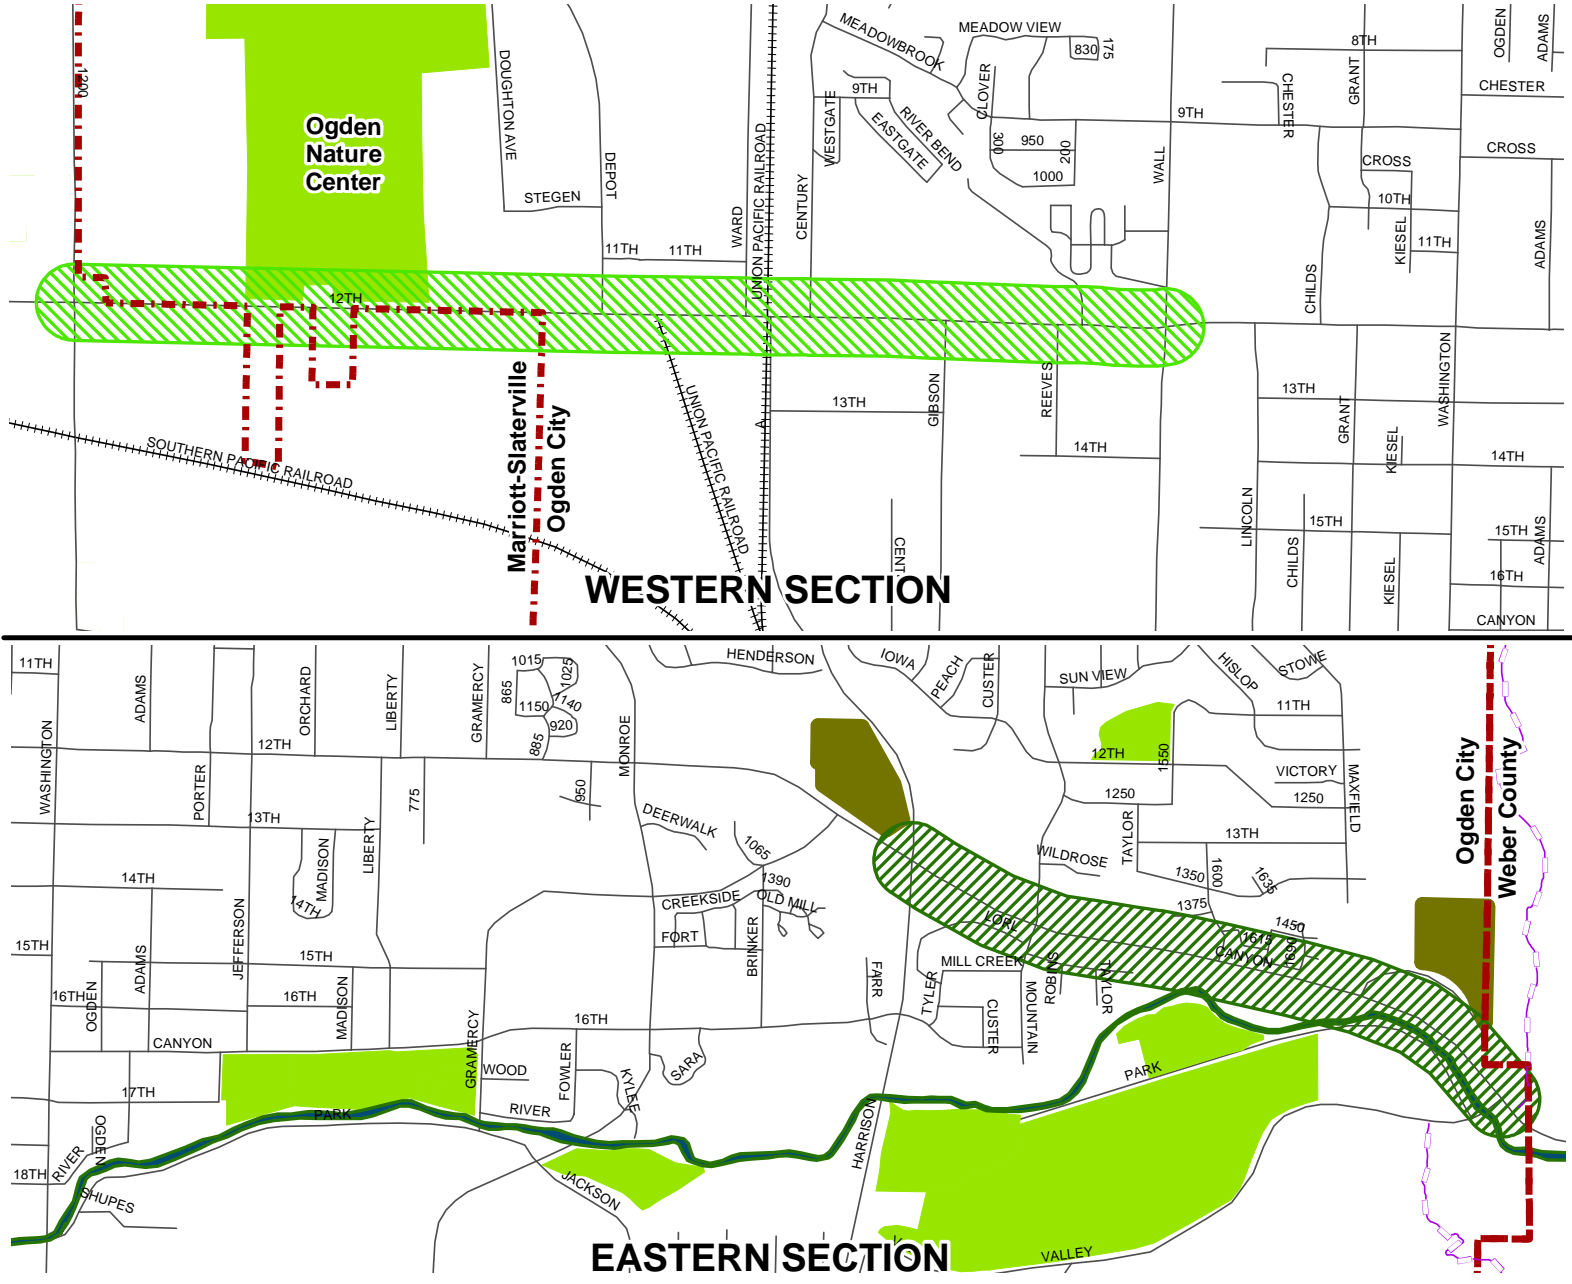 1200
Ogden
Nature
Center
DOUGHTON AVE
DEPOT
STEGEN
11TH
11TH
WARD
UNION PACIFIC RAILROAD
CENTURY
WESTGATE
9TH
EASTGATE
RIVER BEND
MEADOWBROOK
MEADOW VIEW
830
175
CLOVER
300
950
200
1000
WALL
9TH
8TH
CHESTER
GRANT
OGDEN
ADAMS
CHESTER
CROSS
CROSS
10TH
KIESEL
11TH
ADAMS
CHILDS
12TH
Marriott-Slaterville
Ogden City
SOUTHERN PACIFIC RAILROAD
UNION PACIFIC RAILROAD
A
13TH
GIBSON
REEVES
14TH
CENT
LINCOLN
13TH
GRANT
KIESEL
WASHINGTON
14TH
15TH
CHILDS
KIESEL
15TH
ADAMS
16TH
CANYON
WESTERN SECTION
11TH
WASHINGTON
ADAMS
PORTER
ORCHARD
12TH
LIBERTY
GRAMERCY
1015
1025
865
1140
1150
920
885
MONROE
950
775
13TH
MADISON
14TH
LIBERTY
14TH
JEFFERSON
15TH
ADAMS
15TH
16TH
OGDEN
16TH
MADISON
CANYON
17TH
GRAMERCY
WOOD
FOWLER
RIVER
KYLEE
SARA
16TH
PARK
OGDEN
RIVER
18TH
SHUPES
JACKSON
HENDERSON
IOWA
PEACH
CUSTER
SUN VIEW
HISLOP
STOWE
11TH
12TH
1550
VICTORY
1250
1250
MAXFIELD
DEERWALK
1065
1390
OLD MILL
CREEKSIDE
FORT
BRINKER
FARR
TYLER
MILL CREEK
CUSTER
MOUNTAIN
ROBINS
TAYLOR
LORL
WILDROSE
TAYLOR
13TH
1350
1600
1635
1375
1450
1615
1690
CANYON
Ogden City
Weber County
PARK
HARRISON
VALLEY
EASTERN SECTION